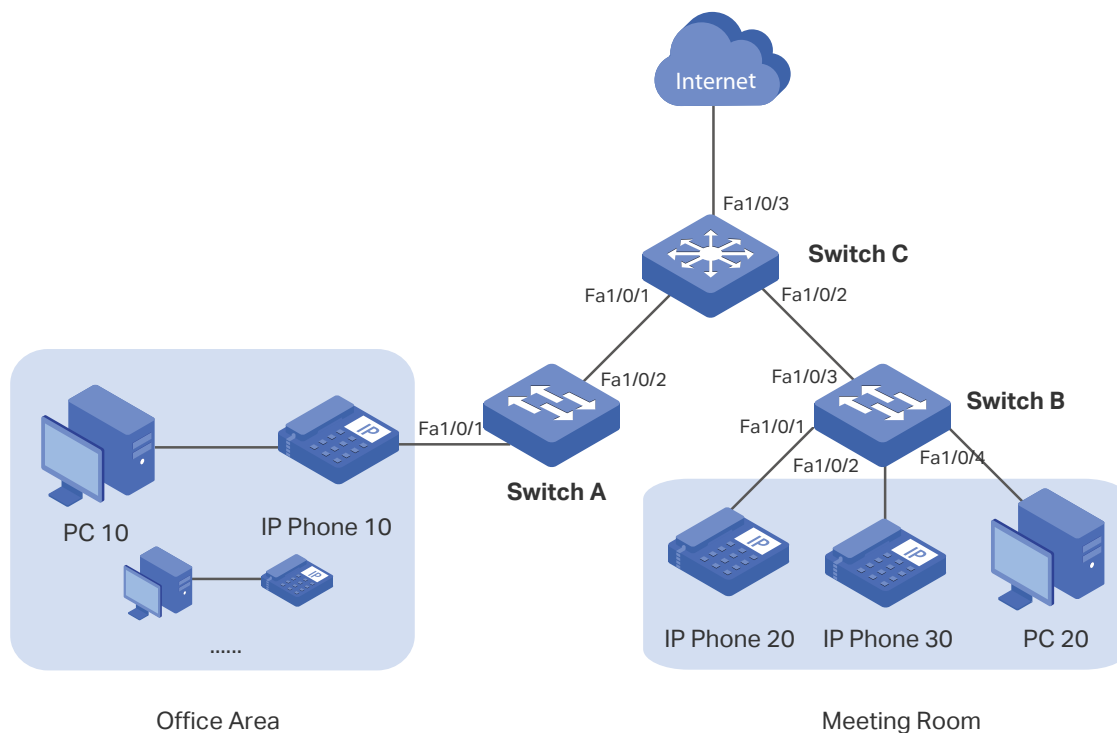 Internet
Fa1/0/3
Switch C
Fa1/0/1
Fa1/0/2
Fa1/0/2
Fa1/0/3
Switch B
Fa1/0/1
Fa1/0/1
Fa1/0/2
Fa1/0/4
Switch A
IP
PC 10
IP Phone 10
IP
......
IP
IP
IP Phone 20
IP Phone 30
PC 20
Office Area
Meeting Room